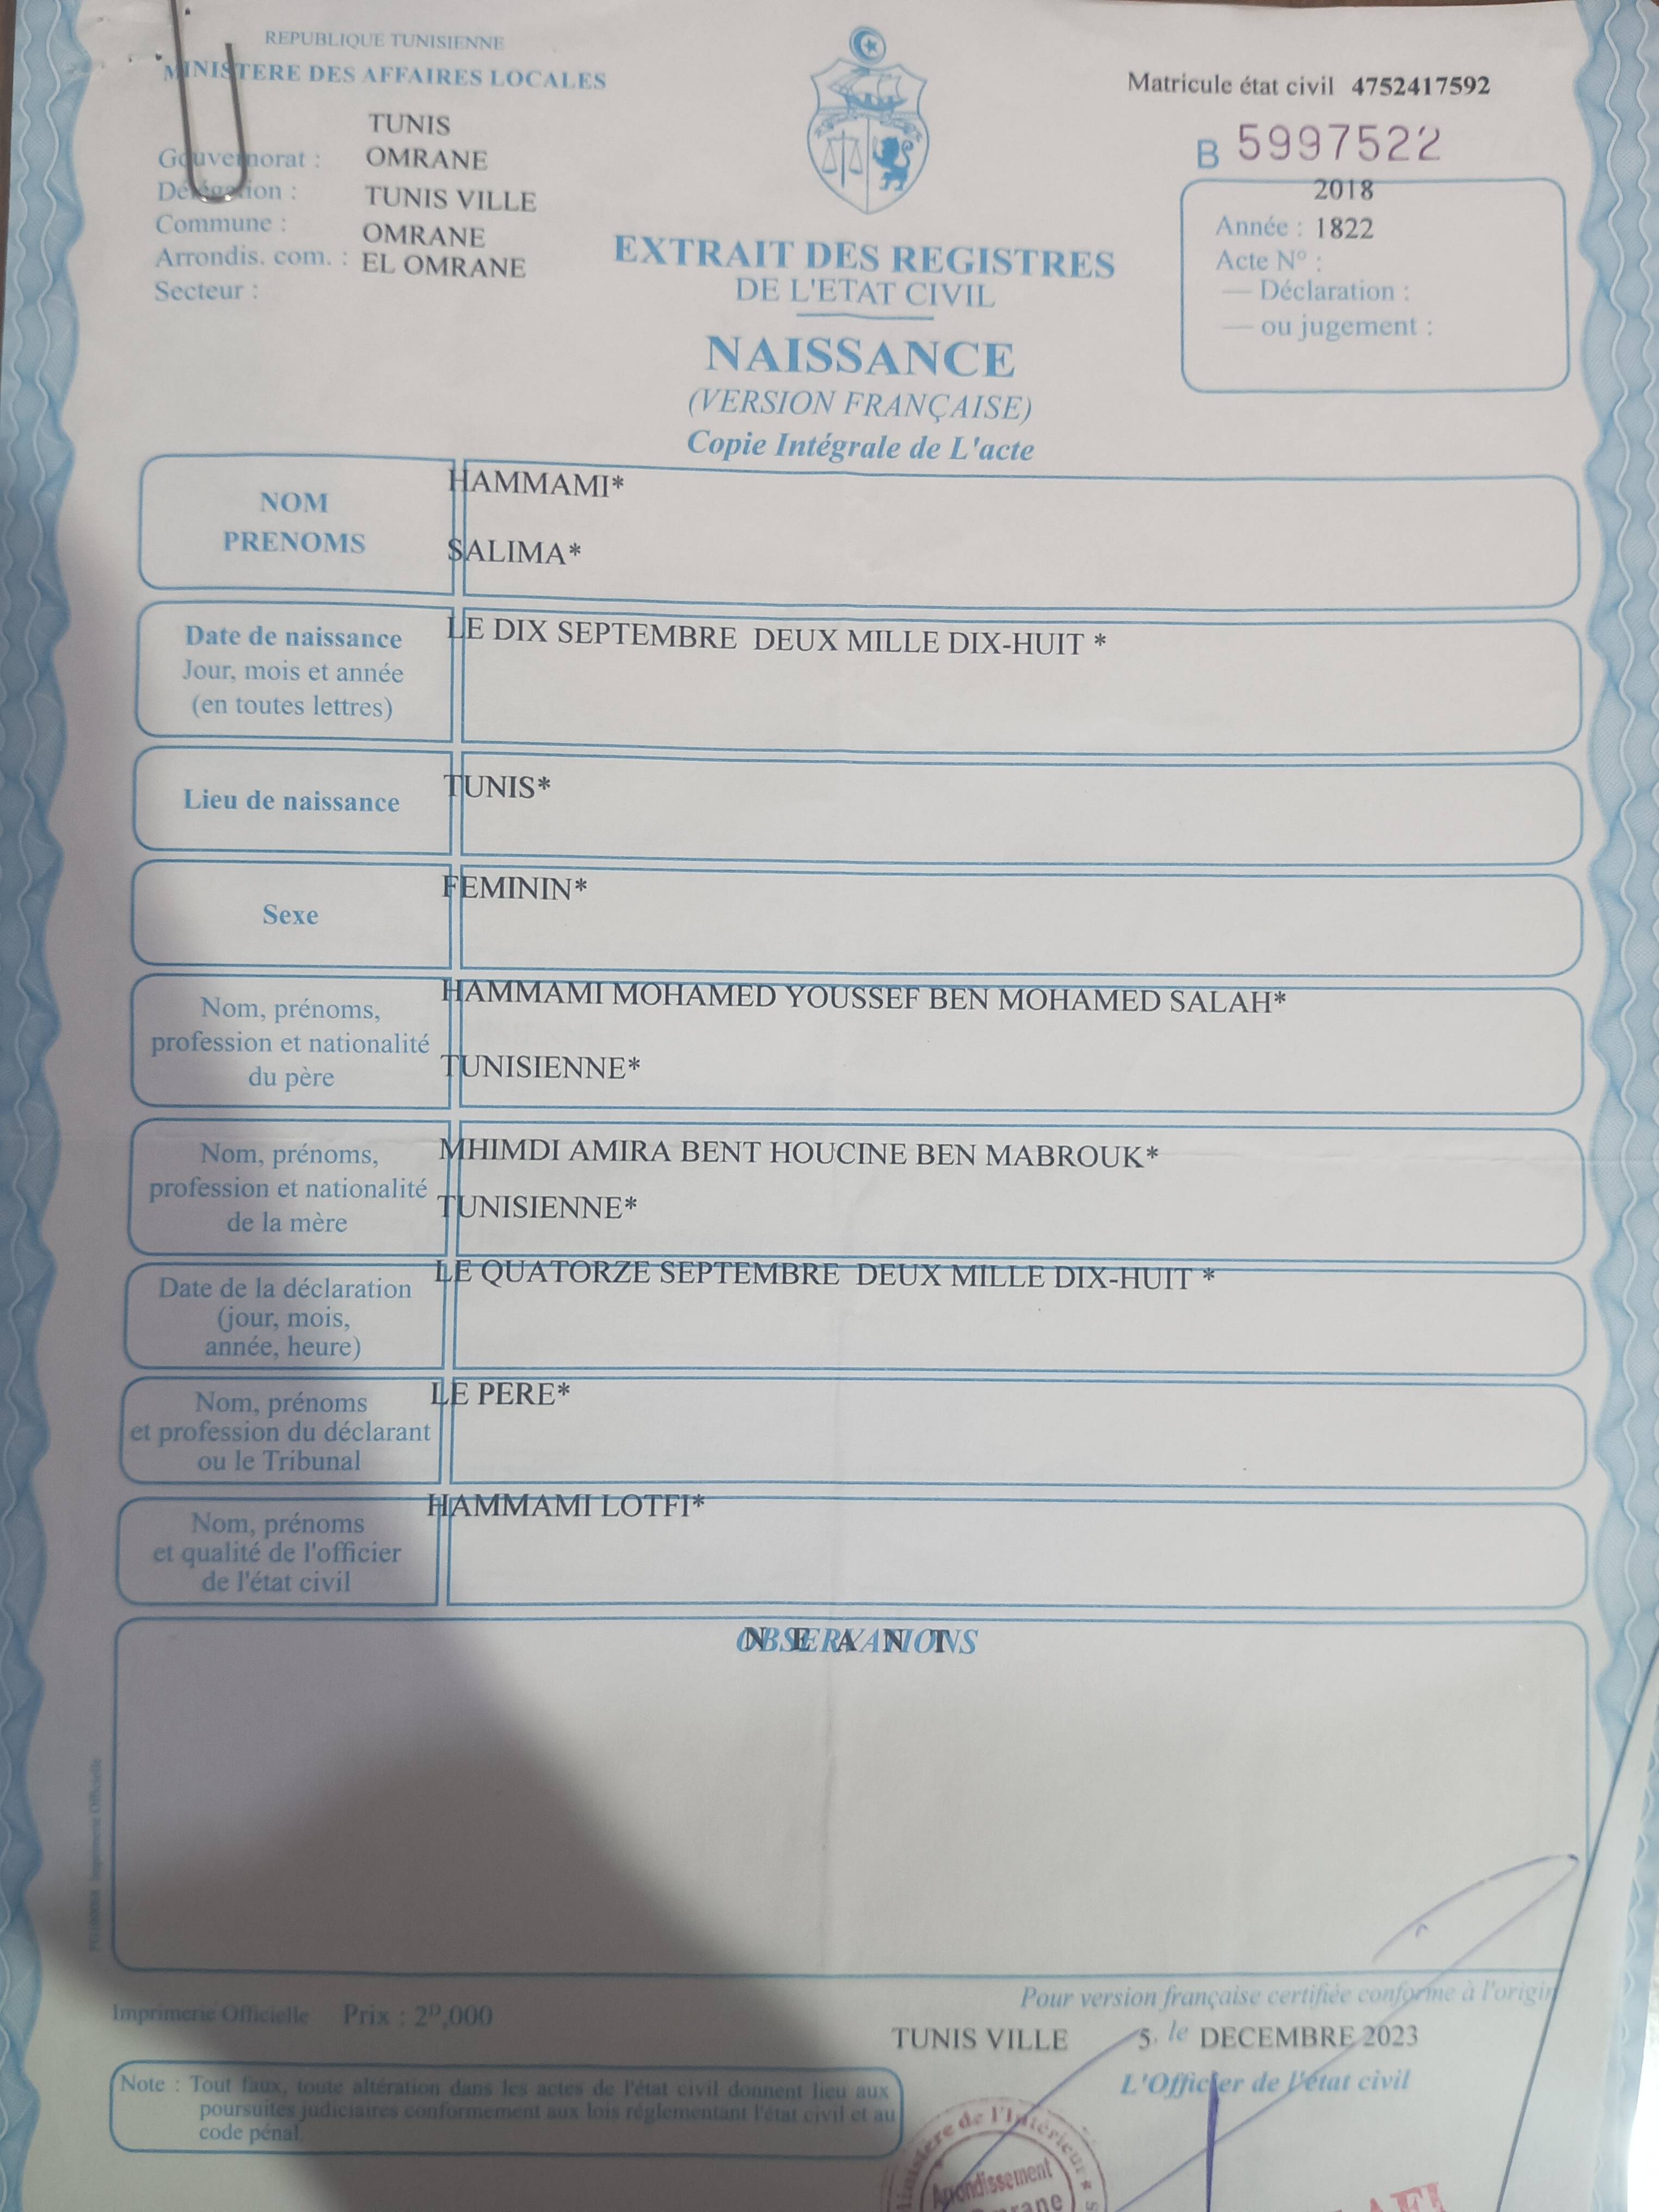 REPUBLIQUE TUNISIENNE
MINISTERE DES AFFAIRES LOCALES
TUNIS
Gouvernorat : OMRANE
Délégation : TUNIS VILLE
Commune : OMRANE
Arrondis. com. : EL OMRANE
Secteur :
Matricule état civil 4752417592
B 5997522
2018
Année : 1822
Acte N° :
— Déclaration :
— ou jugement :
EXTRAIT DES REGISTRES
DE L'ETAT CIVIL
NAISSANCE
(VERSION FRANÇAISE)
Copie Intégrale de L'acte
NOM
PRENOMS
HAMMAMI*
SALIMA*
Date de naissance
Jour, mois et année
(en toutes lettres)
LE DIX SEPTEMBRE DEUX MILLE DIX-HUIT *
Lieu de naissance
TUNIS*
Sexe
FEMININ*
Nom, prénoms,
profession et nationalité
du père
HAMMAMI MOHAMED YOUSSEF BEN MOHAMED SALAH*
TUNISIENNE*
Nom, prénoms,
profession et nationalité
de la mère
MHIMDI AMIRA BENT HOUCINE BEN MABROUK*
TUNISIENNE*
Date de la déclaration
(jour, mois,
année, heure)
LE QUATORZE SEPTEMBRE DEUX MILLE DIX-HUIT *
Nom, prénoms
et profession du déclarant
ou le Tribunal
LE PERE*
Nom, prénoms
et qualité de l'officier
de l'état civil
HAMMAMI LOTFI*
OBSERVATIONS
N E A N T
Imprimerie Officielle
Imprimerie Officielle Prix : 2ᴰ,000
Pour version française certifiée conforme à l'origin
TUNIS VILLE 5. le DECEMBRE 2023
L'Officier de l'état civil
Note : Tout faux, toute altération dans les actes de l'état civil donnent lieu aux
poursuites judiciaires conformement aux lois réglementant l'état civil et au
code pénal.
Ministère de l'Intérieur *
Arrondissement